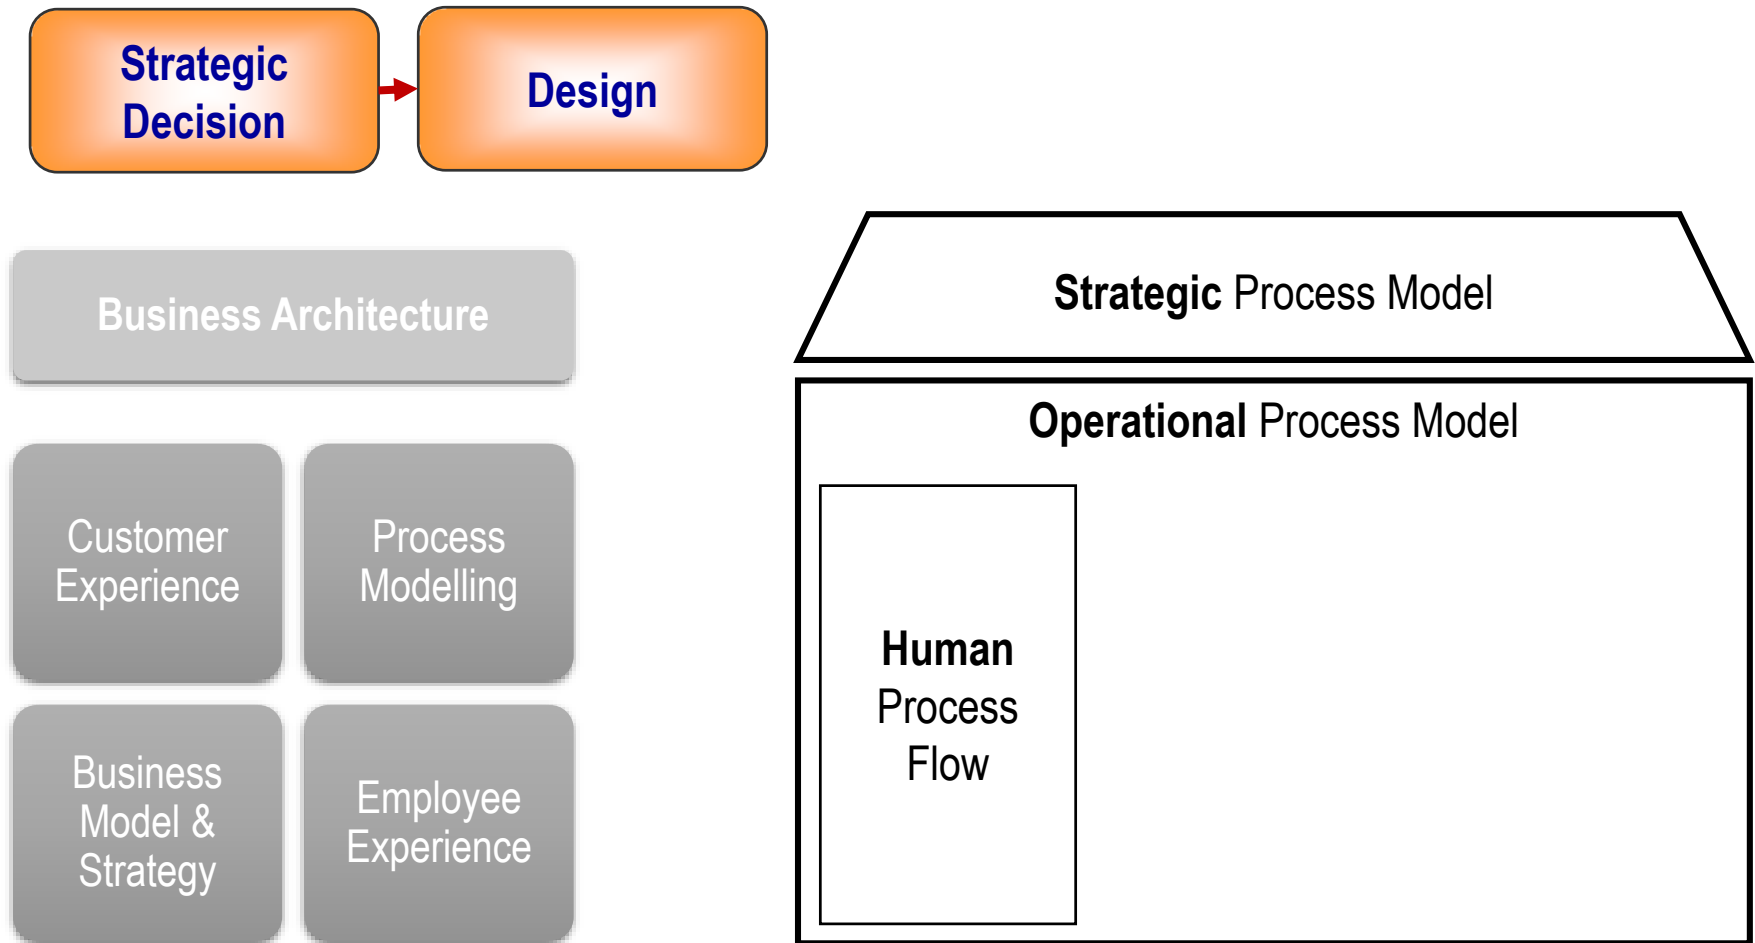 Strategic
Decision
Design
Business Architecture
Customer
Experience
Process
Modelling
Business
Model &
Strategy
Employee
Experience
Strategic Process Model
Operational Process Model
Human
Process
Flow